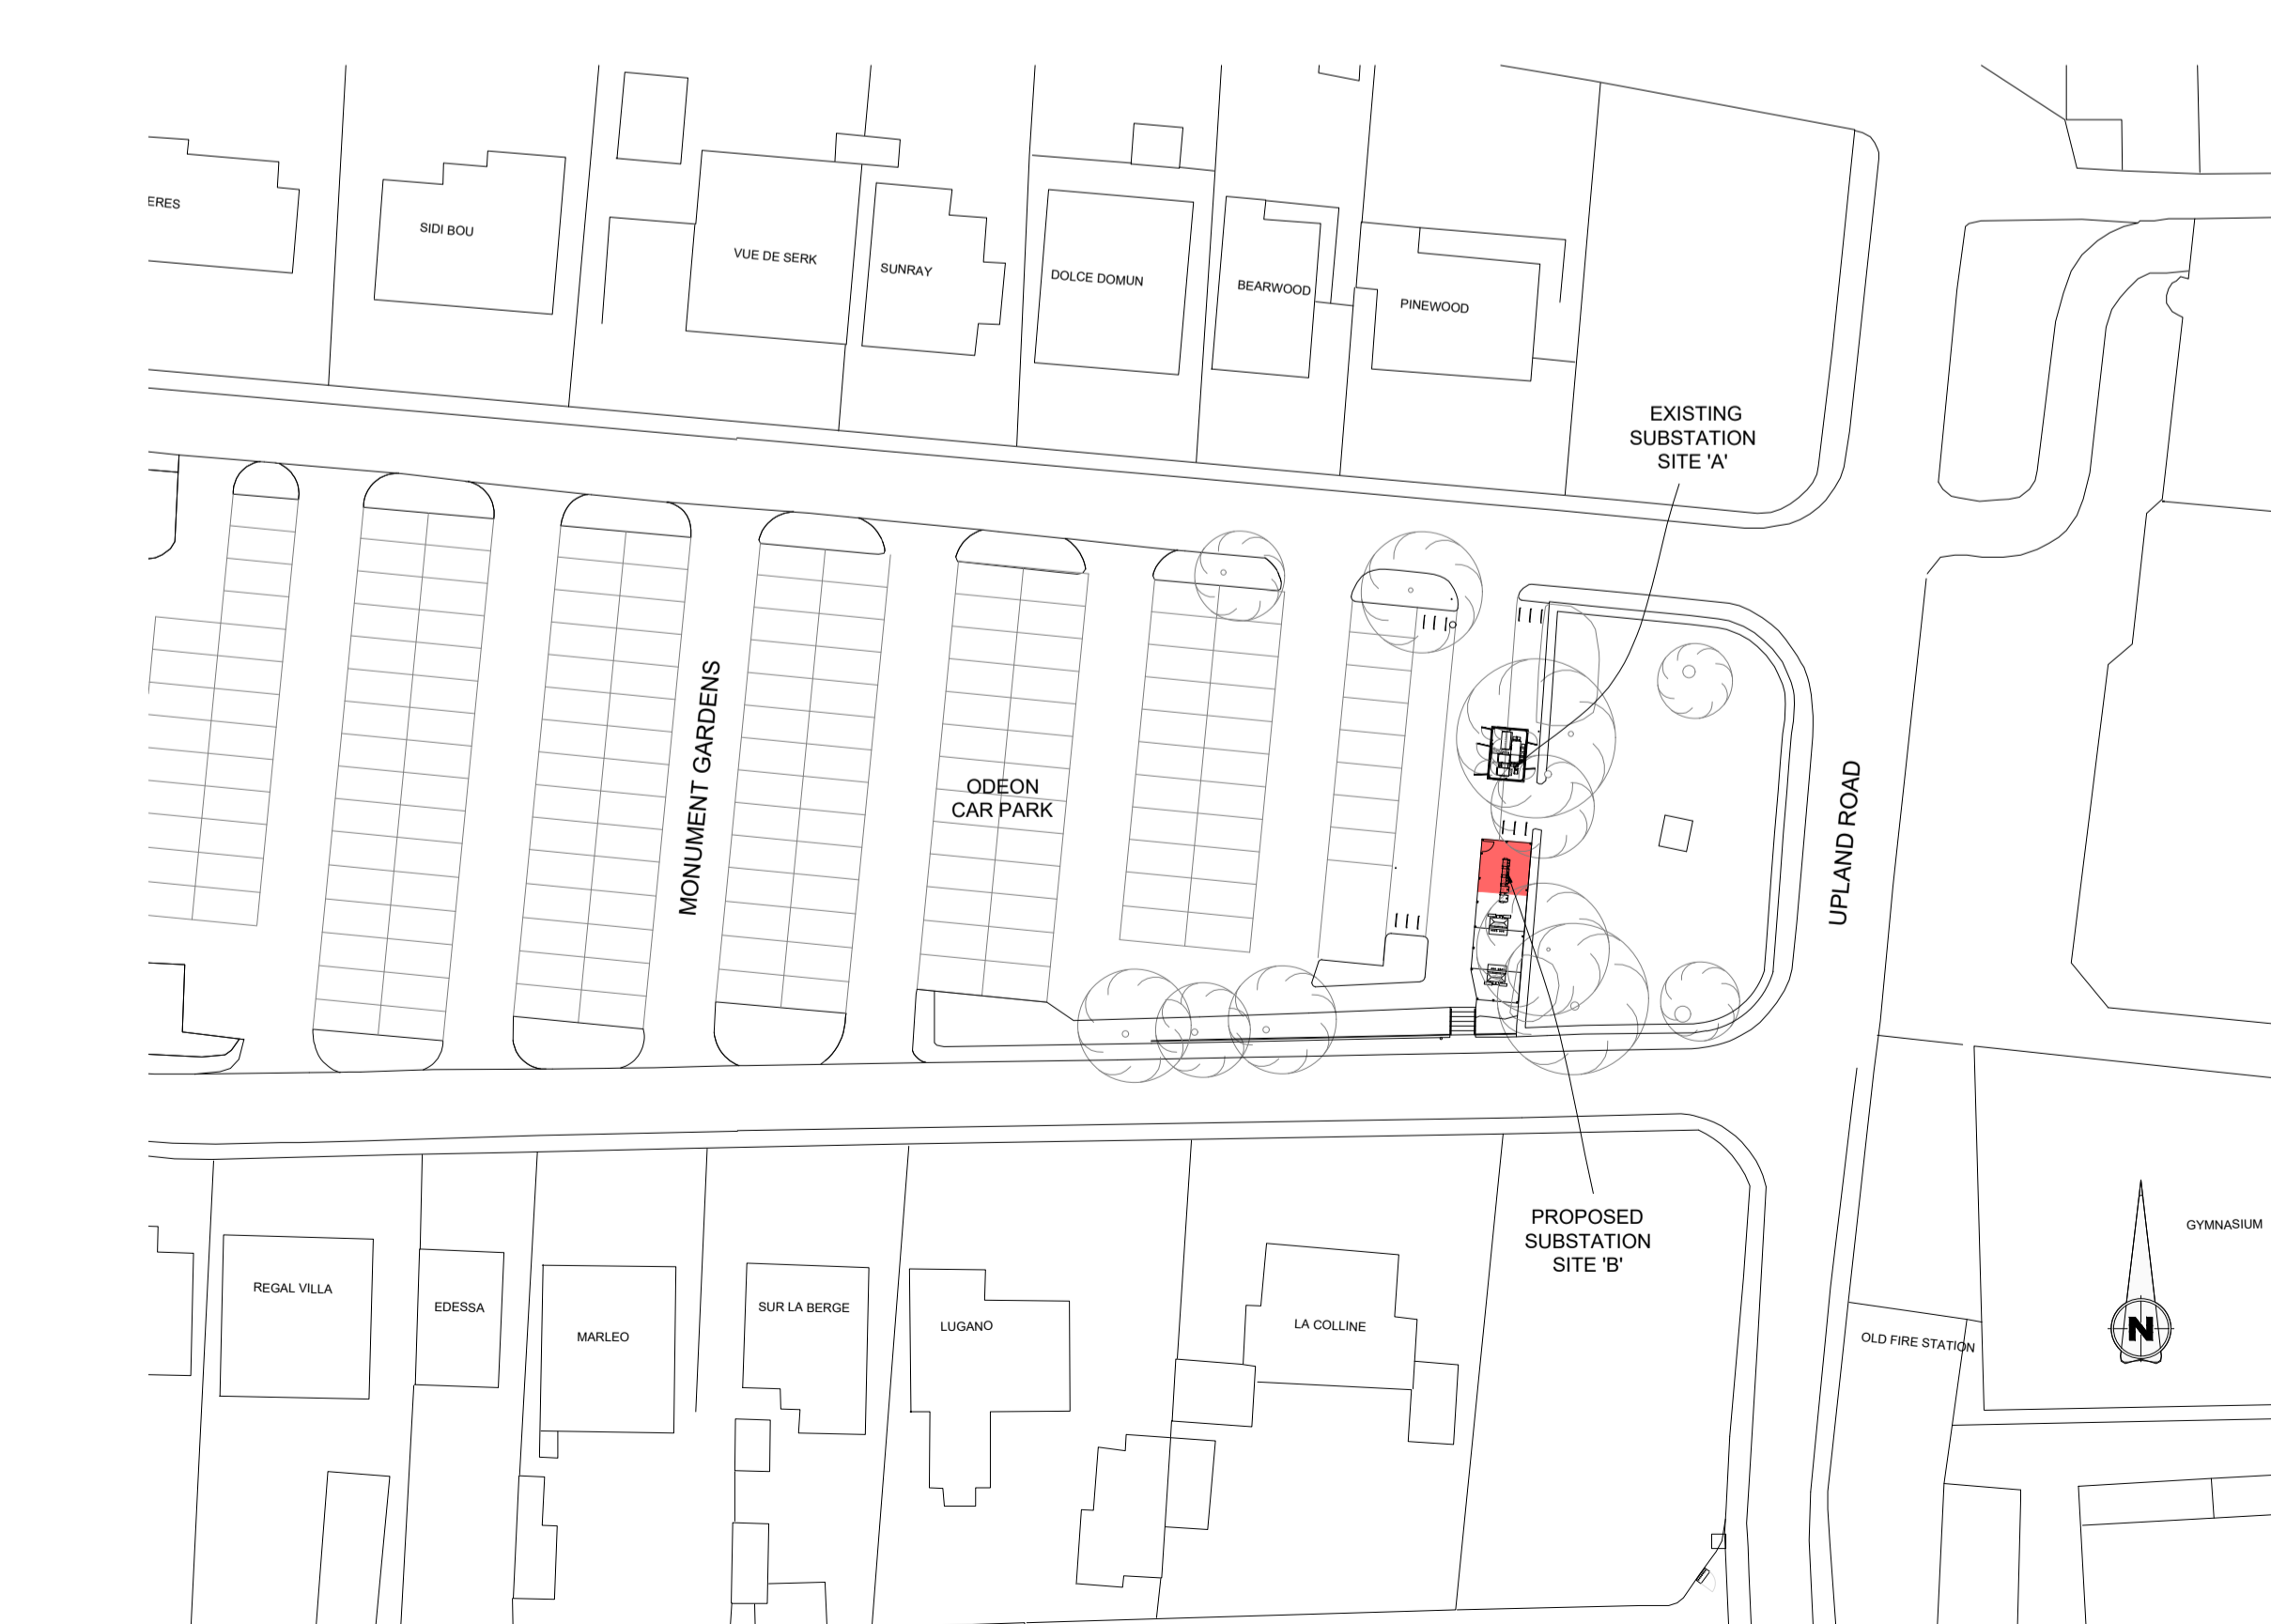 ERES
SIDI BOU
VUE DE SERK
SUNRAY
DOLCE DOMUN
BEARWOOD
PINEWOOD
EXISTING
SUBSTATION
SITE 'A'
MONUMENT GARDENS
ODEON
CAR PARK
UPLAND ROAD
PROPOSED
SUBSTATION
SITE 'B'
GYMNASIUM
REGAL VILLA
EDESSA
MARLEO
SUR LA BERGE
LUGANO
LA COLLINE
OLD FIRE STATION
N